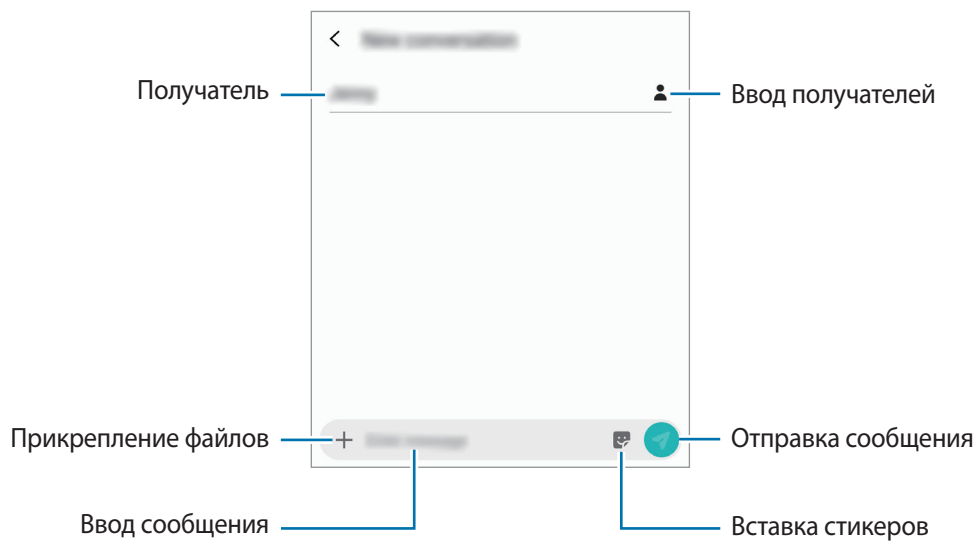 Получатель
Ввод получателей
Прикрепление файлов
Отправка сообщения
Ввод сообщения
Вставка стикеров